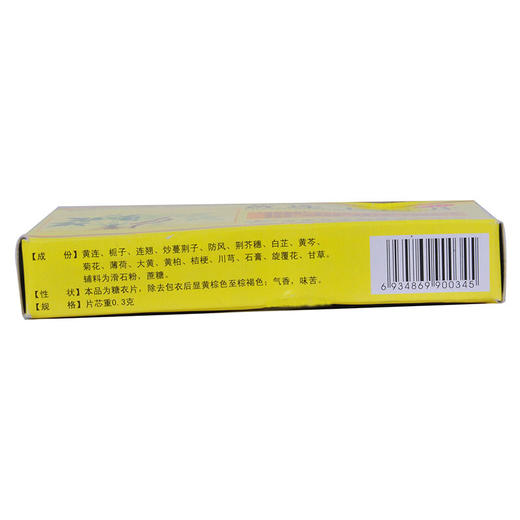 【成　份】黄连、栀子、连翘、炒蔓荆子、防风、荆芥穗、白芷、黄芩、
菊花、薄荷、大黄、黄柏、桔梗、川芎、石膏、旋覆花、甘草。
辅料为滑石粉，蔗糖。
【性　状】本品为糖衣片，除去包衣后显黄棕色至棕褐色；气香，味苦。
【规　格】片芯重0.3克
6 934869 900345